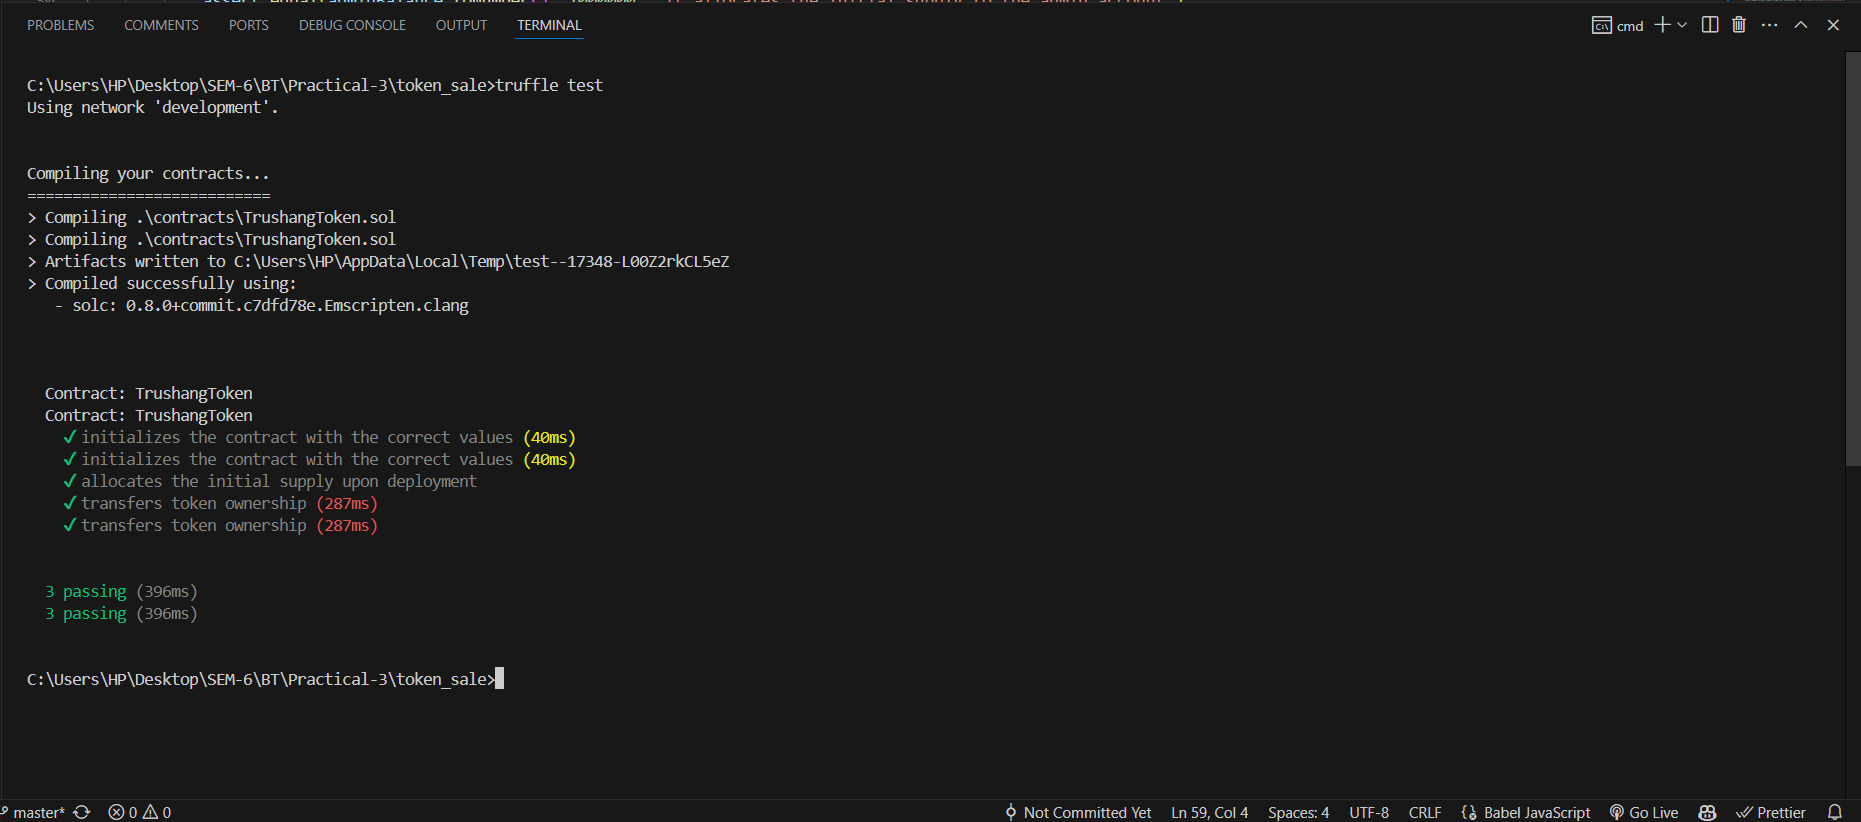 PROBLEMS COMMENTS PORTS DEBUG CONSOLE OUTPUT TERMINAL cmd
C:\Users\HP\Desktop\SEM-6\BT\Practical-3\token_sale>truffle test
Using network 'development'.
Compiling your contracts...
===========================
> Compiling .\contracts\TrushangToken.sol
> Compiling .\contracts\TrushangToken.sol
> Artifacts written to C:\Users\HP\AppData\Local\Temp\test--17348-L00Z2rkCL5eZ
> Compiled successfully using:
- solc: 0.8.0+commit.c7dfd78e.Emscripten.clang
Contract: TrushangToken
Contract: TrushangToken
✓ initializes the contract with the correct values (40ms)
✓ initializes the contract with the correct values (40ms)
✓ allocates the initial supply upon deployment
✓ transfers token ownership (287ms)
✓ transfers token ownership (287ms)
3 passing (396ms)
3 passing (396ms)
C:\Users\HP\Desktop\SEM-6\BT\Practical-3\token_sale>
master* 0 0 Not Committed Yet Ln 59, Col 4 Spaces: 4 UTF-8 CRLF Babel JavaScript Go Live Prettier